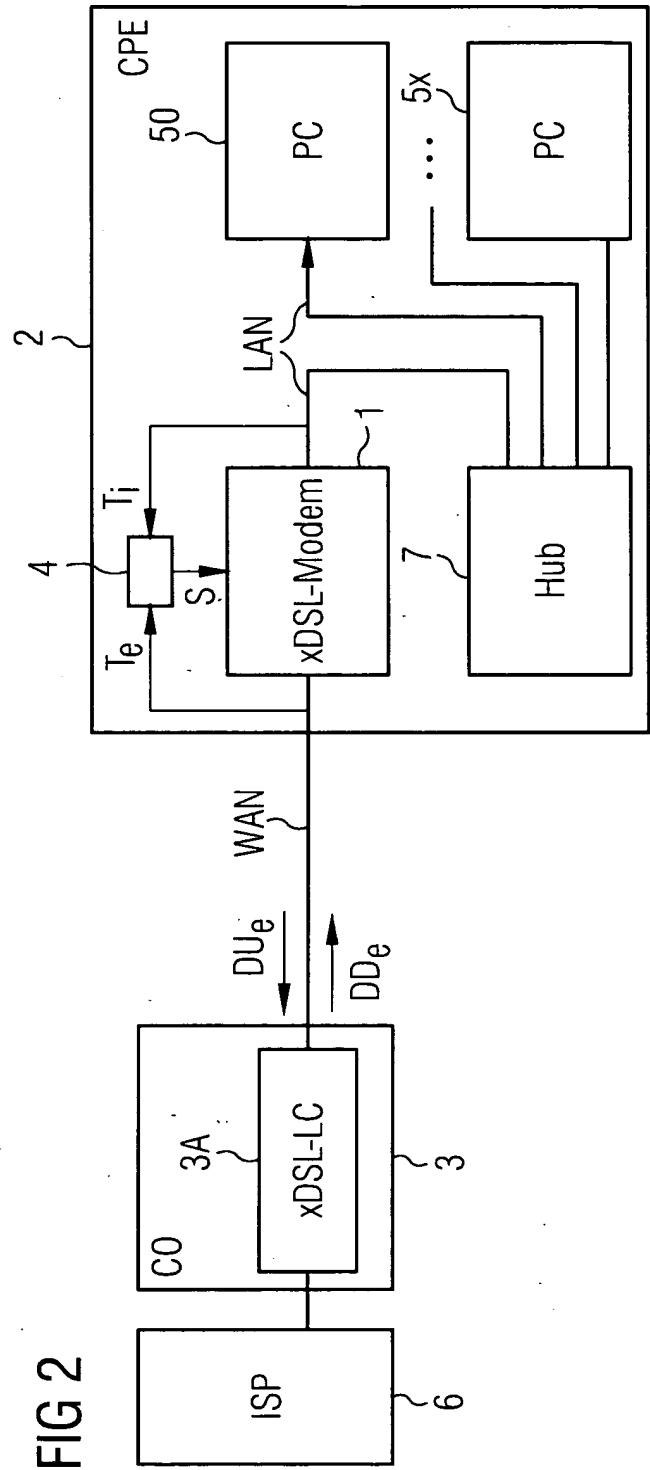 FIG 2
ISP
6
CO
3A
xDSL-LC
3
DUe
DDe
WAN
2
CPE
4
Te
Ti
S
xDSL-Modem
1
LAN
7
Hub
50
PC
...
5x
PC